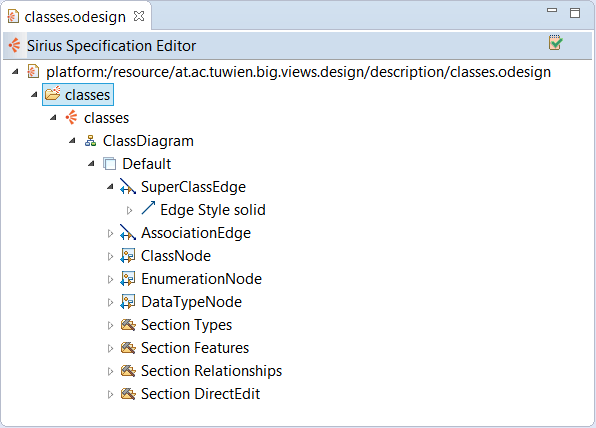 classes.odesign
Sirius Specification Editor
platform:/resource/at.ac.tuwien.big.views.design/description/classes.odesign
classes
classes
ClassDiagram
Default
SuperClassEdge
Edge Style solid
AssociationEdge
ClassNode
EnumerationNode
DataTypeNode
Section Types
Section Features
Section Relationships
Section DirectEdit